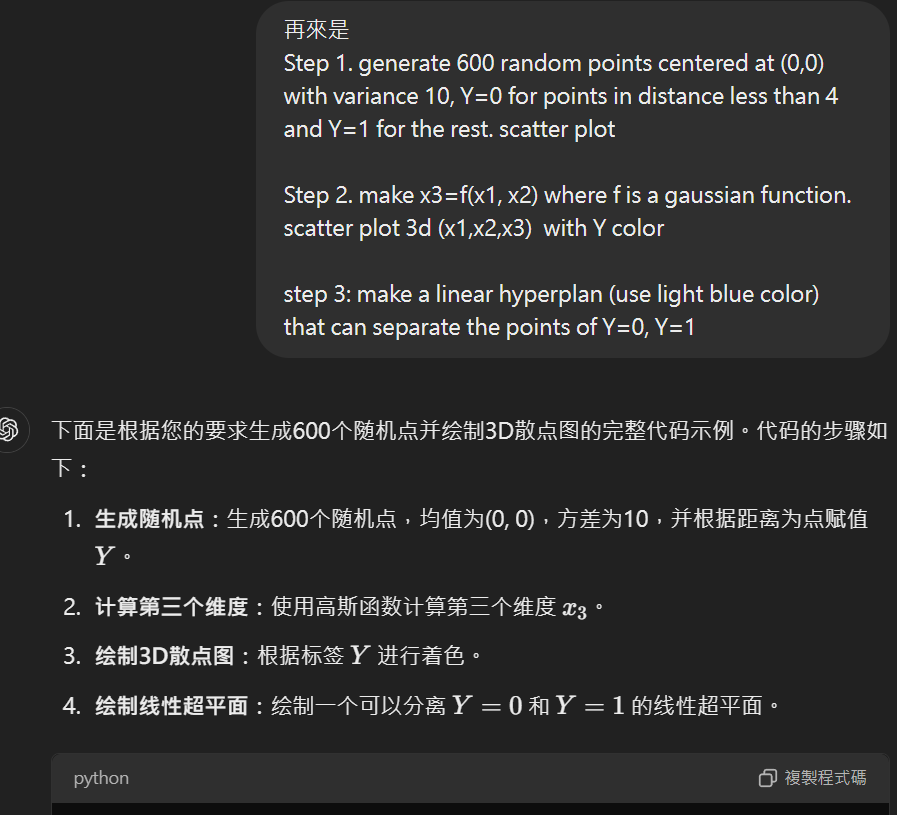 再來是
Step 1. generate 600 random points centered at (0,0)
with variance 10, Y=0 for points in distance less than 4
and Y=1 for the rest. scatter plot
Step 2. make x3=f(x1, x2) where f is a gaussian function.
scatter plot 3d (x1,x2,x3)  with Y color
step 3: make a linear hyperplan (use light blue color)
that can separate the points of Y=0, Y=1
下面是根据您的要求生成600个随机点并绘制3D散点图的完整代码示例。代码的步骤如
下：
1. 生成随机点：生成600个随机点，均值为(0, 0)，方差为10，并根据距离为点赋值
Y。
2. 计算第三个维度：使用高斯函数计算第三个维度 x₃。
3. 绘制3D散点图：根据标签 Y 进行着色。
4. 绘制线性超平面：绘制一个可以分离 Y = 0 和 Y = 1 的线性超平面。
python
複製程式碼